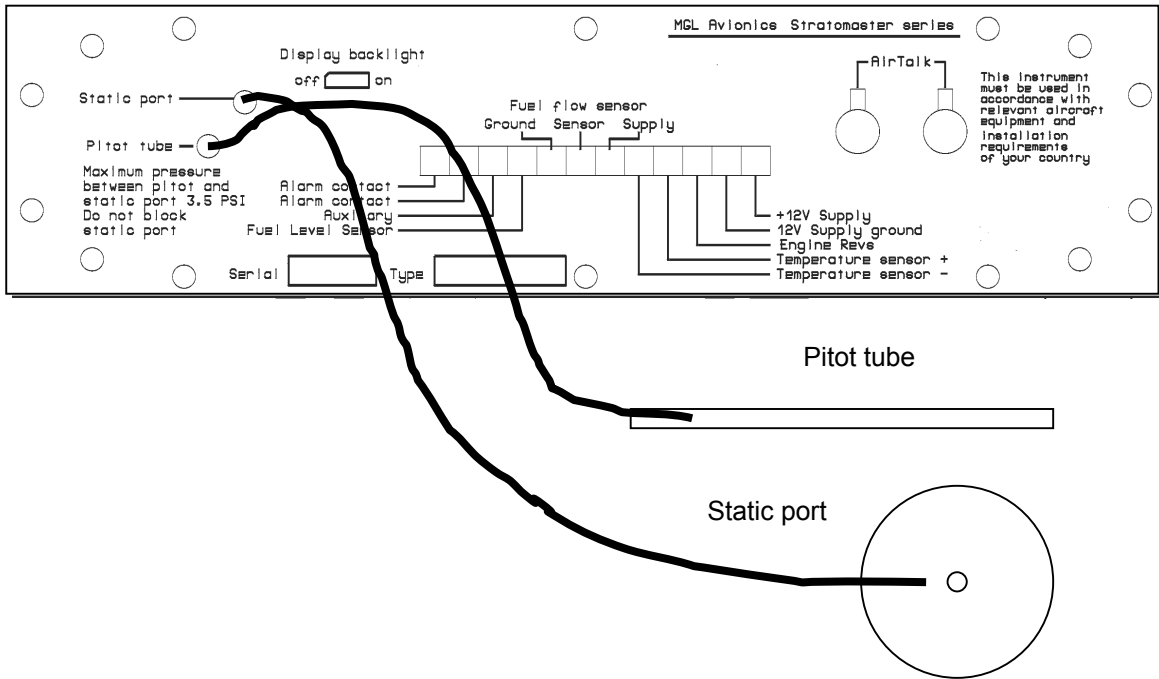 MGL Avionics Stratomaster series
Display backlight
off on
AirTalk
Static port
Pitot tube
Maximum pressure
between pitot and
static port 3.5 PSI
Do not block
static port
Fuel flow sensor
Ground Sensor Supply
This instrument
must be used in
accordance with
relevant aircraft
equipment and
installation
requirements
of your country
Alarm contact
Alarm contact
Auxiliary
Fuel Level Sensor
+12V Supply
12V Supply ground
Engine Revs
Temperature sensor +
Temperature sensor -
Serial Type
Pitot tube
Static port